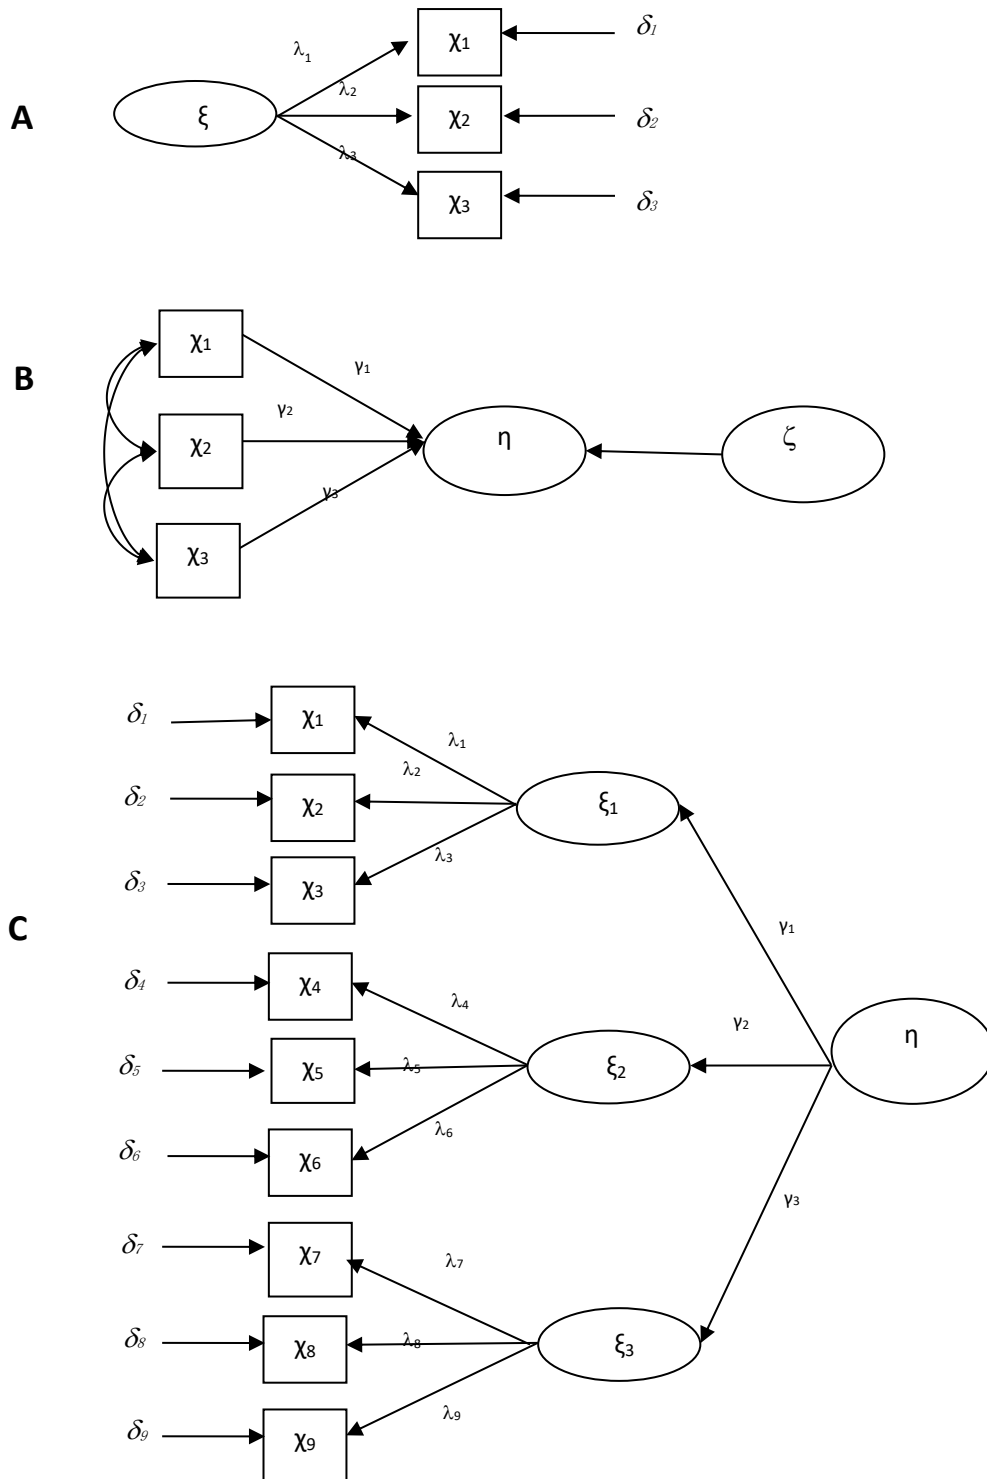 λ1 χ1 δ1
A ξ λ2 χ2 δ2
λ3 χ3 δ3
χ1 γ1
B χ2 γ2 η ζ
χ3 γ3
δ1 χ1 λ1
δ2 χ2 λ2 ξ1
δ3 χ3 λ3
C γ1
δ4 χ4 λ4
γ2 η
δ5 χ5 λ5 ξ2
δ6 χ6 λ6
γ3
δ7 χ7 λ7
δ8 χ8 λ8 ξ3
δ9 χ9 λ9